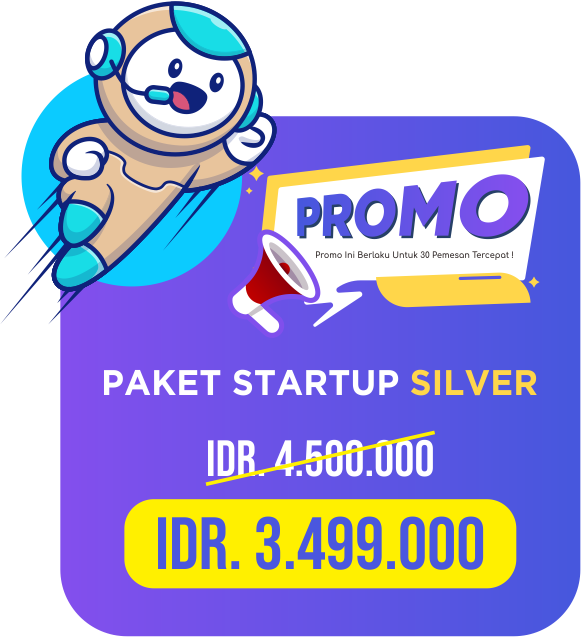 PROMO
Promo Ini Berlaku Untuk 30 Pemesan Tercepat !
PAKET STARTUP SILVER
IDR. 4.500.000
IDR. 3.499.000